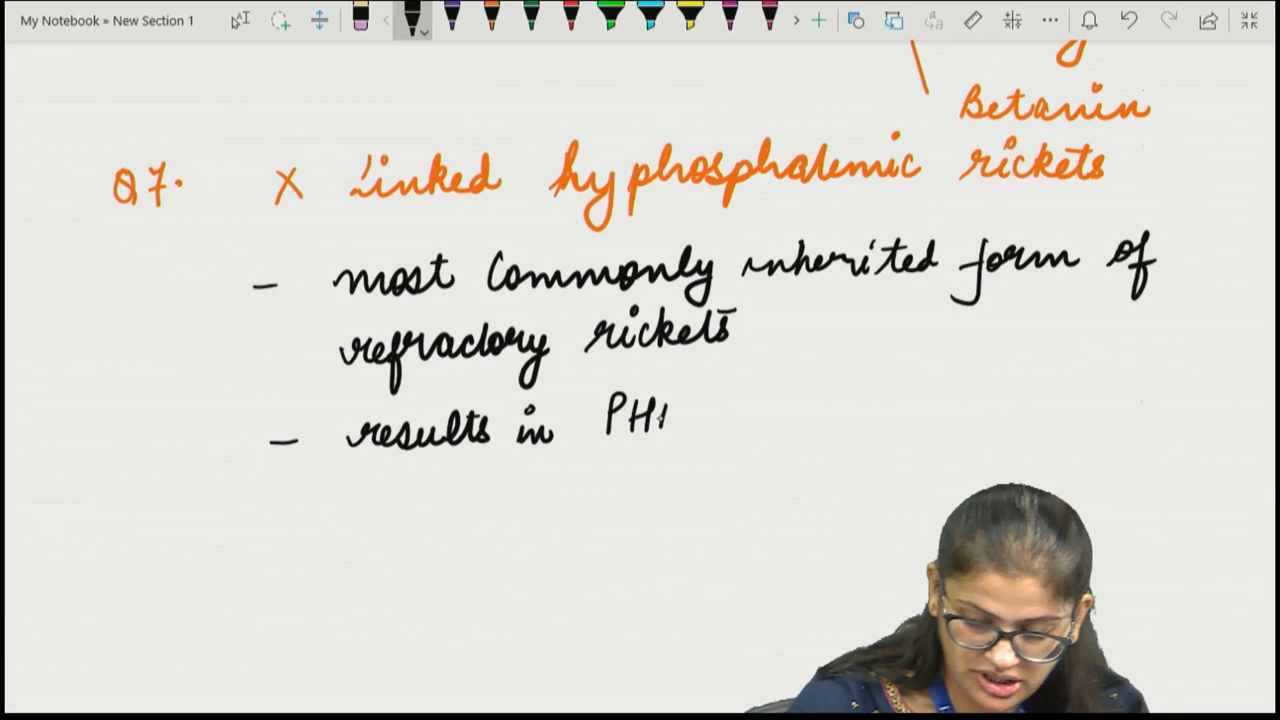 My Notebook » New Section 1
Betanin
Q7. X linked hyphosphatemic rickets
- most commonly inherited form of
refractory rickets
- results in PH